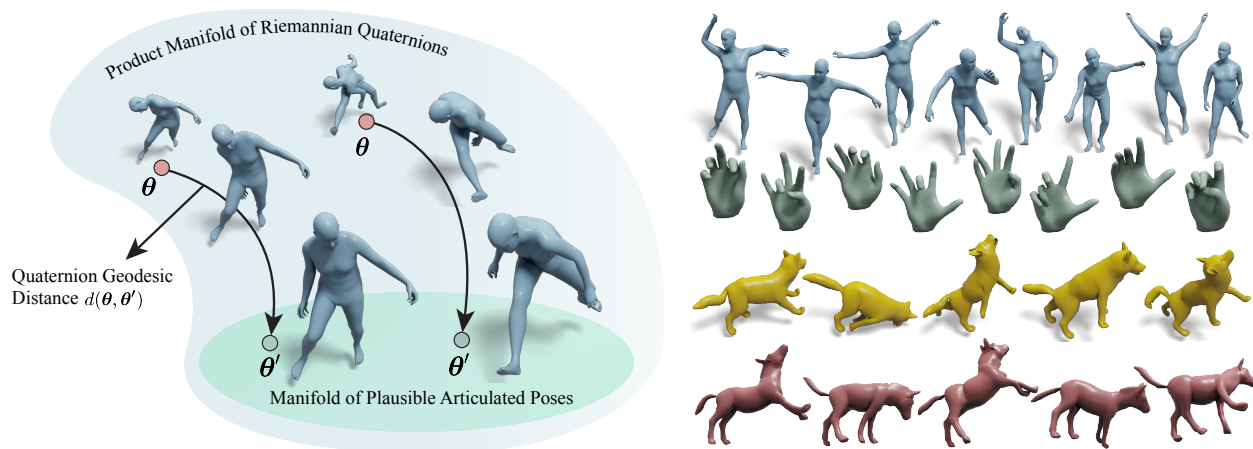 Product Manifold of Riemannian Quaternions
θ
θ
Quaternion Geodesic
Distance d(θ, θ′)
θ′
θ′
Manifold of Plausible Articulated Poses